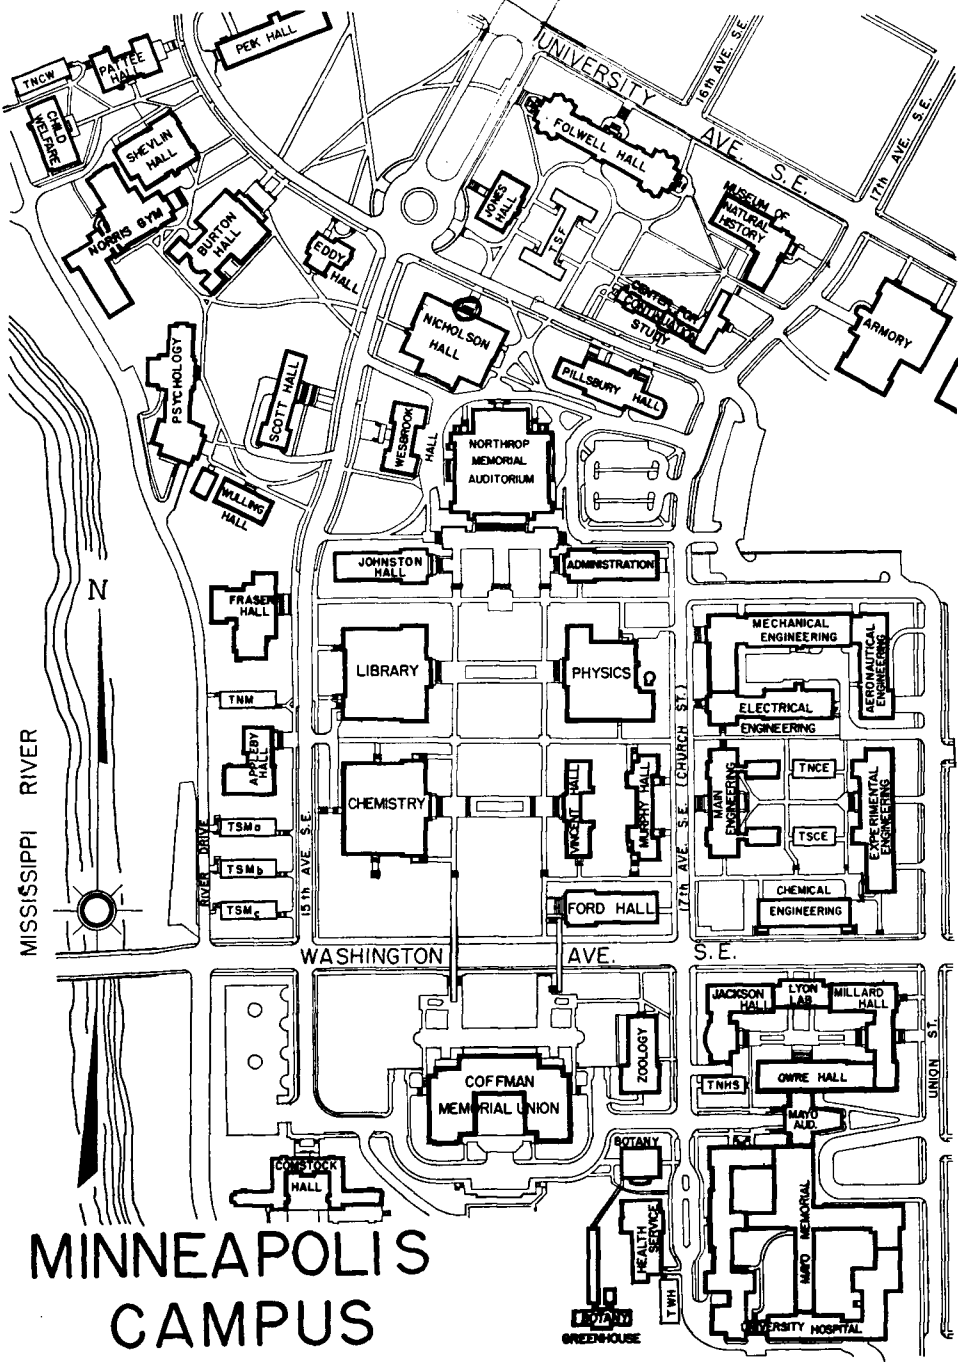 PEIK HALL
PATTEE
HALL
TNCW
CHILD
WELFARE
SHEVLIN
HALL
NORRIS GYM
BURTON
HALL
EDDY
HALL
JONES
HALL
UNIVERSITY
AVE. S.E.
16th AVE. S.E.
17th AVE. S.E.
FOLWELL HALL
TSF
MUSEUM OF
NATURAL
HISTORY
CENTER FOR
CONTINUATION
STUDY
ARMORY
NICHOLSON
HALL
PILLSBURY HALL
PSYCHOLOGY
SCOTT HALL
WESBROOK
HALL
NORTHROP
MEMORIAL
AUDITORIUM
WULLING
HALL
JOHNSTON
HALL
ADMINISTRATION
N
FRASER
HALL
MECHANICAL
ENGINEERING
AERONAUTICAL
ENGINEERING
LIBRARY
PHYSICS
TNM
ELECTRICAL
ENGINEERING
APPLEBY
HALL
CHEMISTRY
VINCENT HALL
MURPHY HALL
17th AVE. S.E. (CHURCH ST.)
MAIN
ENGINEERING
TNCE
TSCE
EXPERIMENTAL
ENGINEERING
MISSISSIPPI RIVER
RIVER DRIVE
TSMa
TSMb
TSMc
15th AVE. S.E.
CHEMICAL
ENGINEERING
FORD HALL
WASHINGTON AVE. S.E.
JACKSON
HALL
LYON
LAB
MILLARD
HALL
ZOOLOGY
TNHS
OWRE HALL
UNION ST.
COFFMAN
MEMORIAL UNION
MAYO
AUD.
BOTANY
COMSTOCK
HALL
HEALTH
SERVICE
MAYO MEMORIAL
TWH
BOTANY
GREENHOUSE
UNIVERSITY HOSPITAL
MINNEAPOLIS
CAMPUS